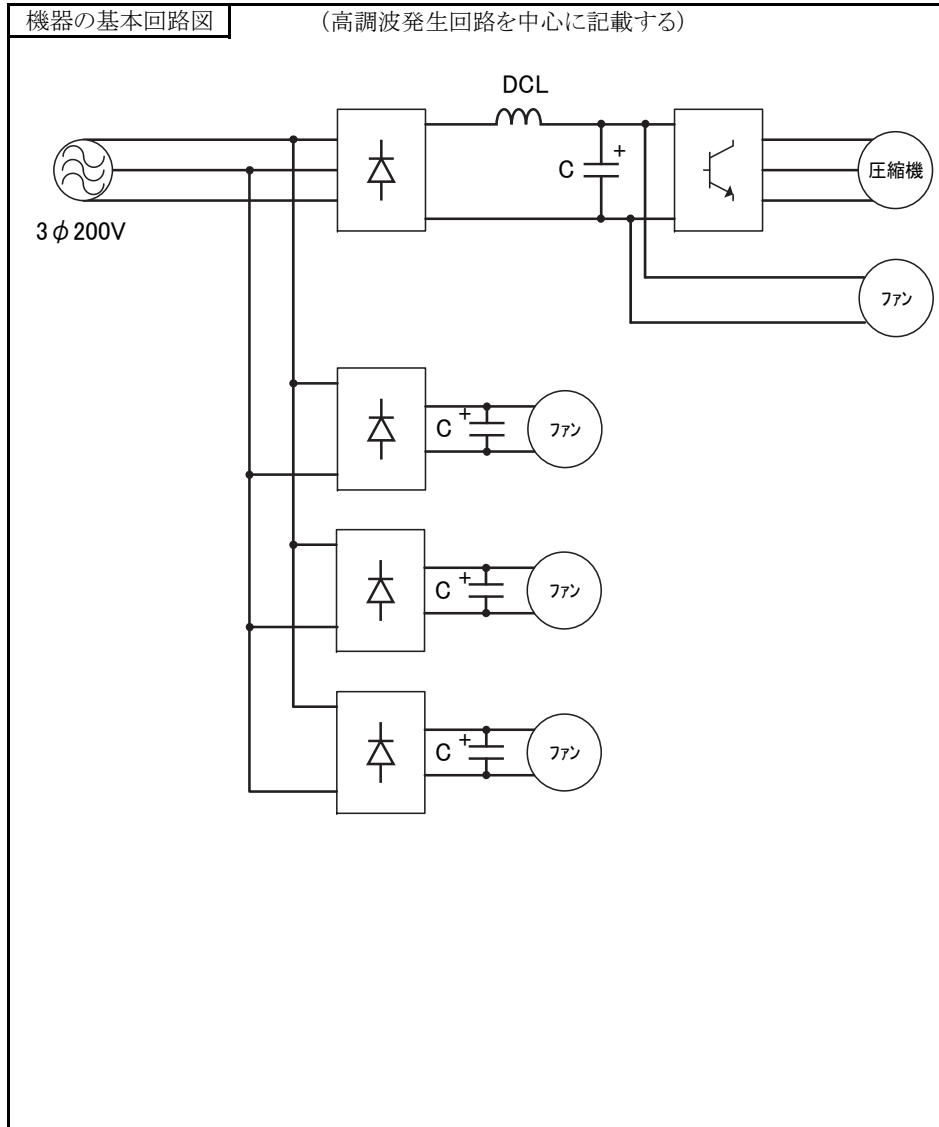 機器の基本回路図 (高調波発生回路を中心に記載する)
DCL
C +
圧縮機
3φ200V
ファン
C + ファン
C + ファン
C + ファン